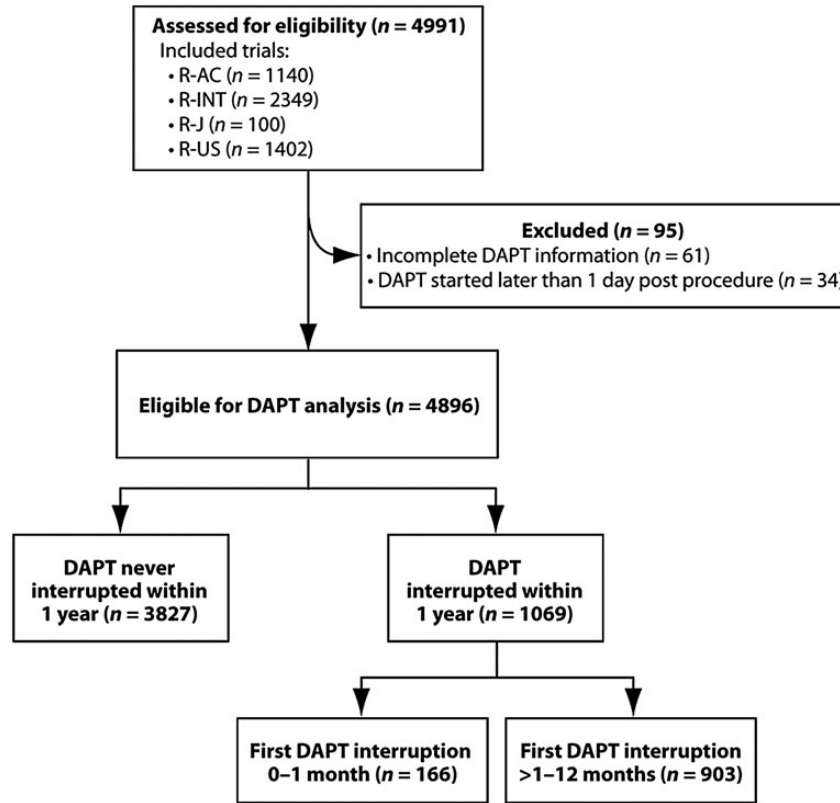 Assessed for eligibility (n = 4991)
Included trials:
• R-AC (n = 1140)
• R-INT (n = 2349)
• R-J (n = 100)
• R-US (n = 1402)
Excluded (n = 95)
• Incomplete DAPT information (n = 61)
• DAPT started later than 1 day post procedure (n = 34)
Eligible for DAPT analysis (n = 4896)
DAPT never
interrupted within
1 year (n = 3827)
DAPT
interrupted within
1 year (n = 1069)
First DAPT interruption
0–1 month (n = 166)
First DAPT interruption
>1–12 months (n = 903)